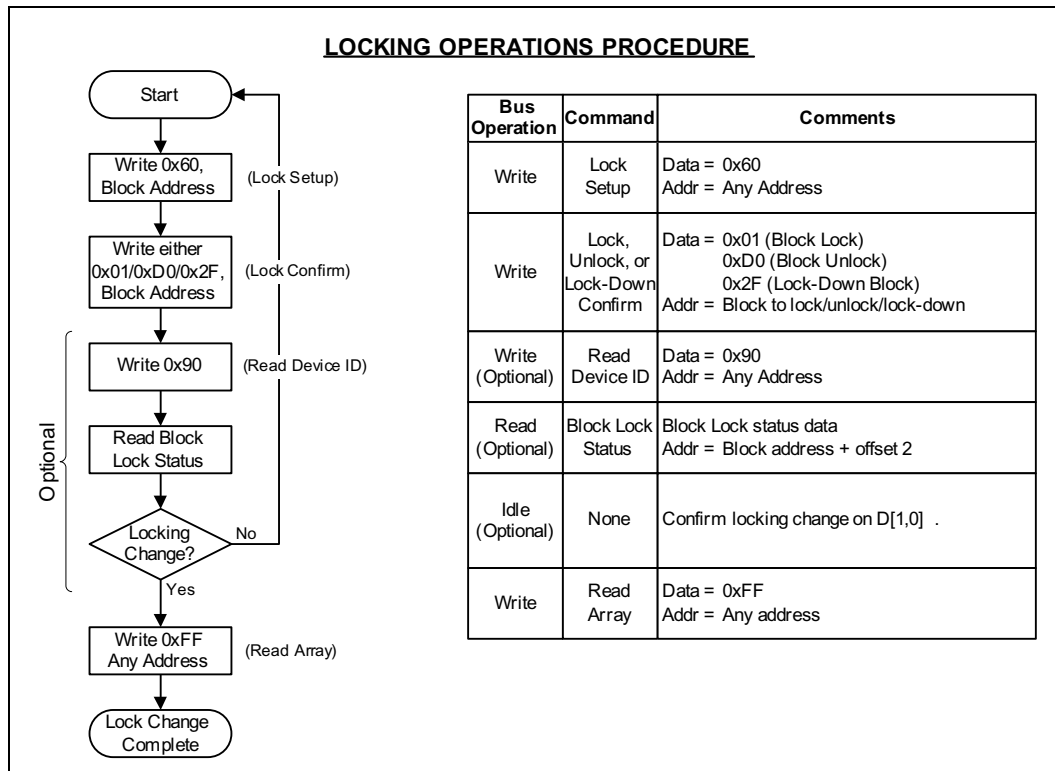 LOCKING OPERATIONS PROCEDURE
Start
Write 0x60,
Block Address
(Lock Setup)
Write either
0x01/0xD0/0x2F,
Block Address
(Lock Confirm)
Optional
Write 0x90
(Read Device ID)
Read Block
Lock Status
Locking
Change?
No
Yes
Write 0xFF
Any Address
(Read Array)
Lock Change
Complete
Bus
Operation
Command
Comments
Write
Lock
Setup
Data = 0x60
Addr = Any Address
Write
Lock,
Unlock, or
Lock-Down
Confirm
Data = 0x01 (Block Lock)
0xD0 (Block Unlock)
0x2F (Lock-Down Block)
Addr = Block to lock/unlock/lock-down
Write
(Optional)
Read
Device ID
Data = 0x90
Addr = Any Address
Read
(Optional)
Block Lock
Status
Block Lock status data
Addr = Block address + offset 2
Idle
(Optional)
None
Confirm locking change on D[1,0] .
Write
Read
Array
Data = 0xFF
Addr = Any address